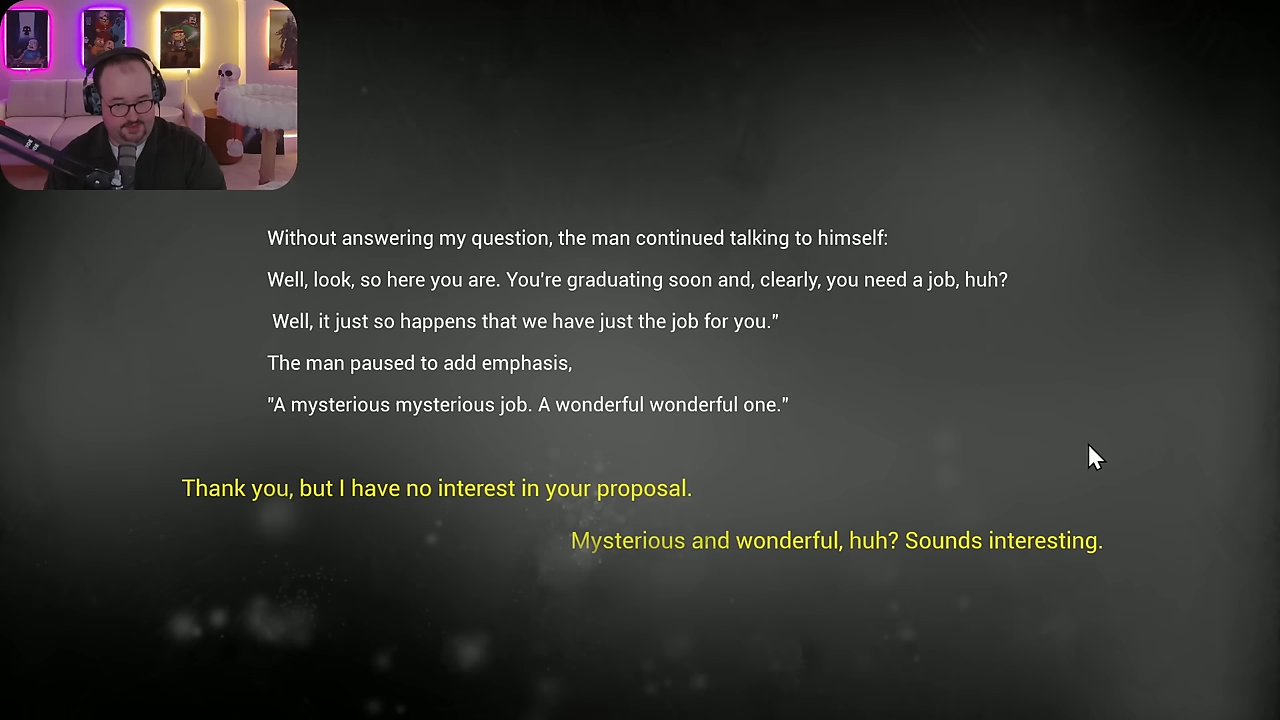 Without answering my question, the man continued talking to himself:
Well, look, so here you are. You're graduating soon and, clearly, you need a job, huh?
Well, it just so happens that we have just the job for you."
The man paused to add emphasis,
"A mysterious mysterious job. A wonderful wonderful one."
Thank you, but I have no interest in your proposal.
Mysterious and wonderful, huh? Sounds interesting.